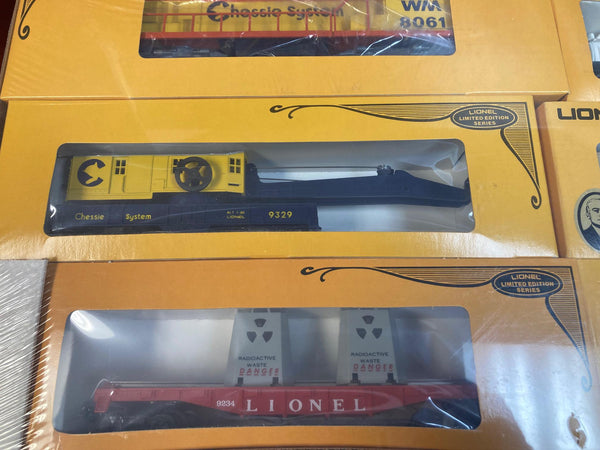 Chessie System
WM
8061
LIONEL
LIMITED EDITION
SERIES
LION
Chessie System
LIONEL
9329
LIONEL
LIMITED EDITION
SERIES
RADIOACTIVE
WASTE
DANGER
RADIOACTIVE
WASTE
DANGER
9234 LIONEL